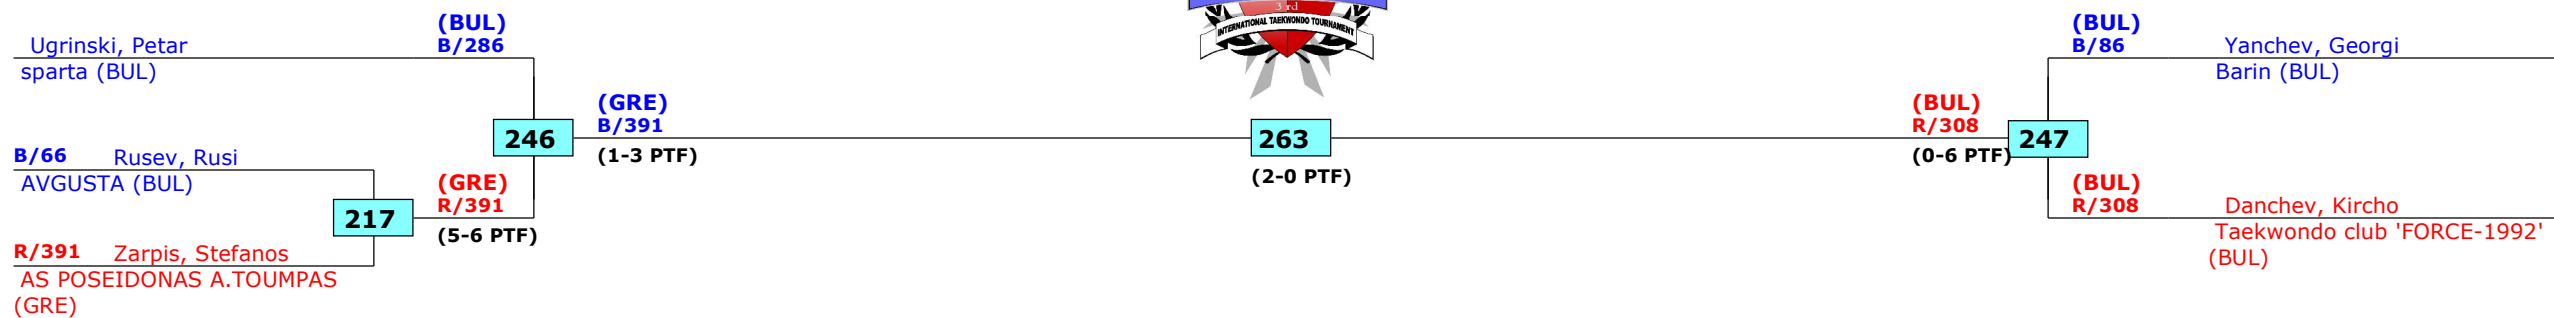 3 rd
INTERNATIONAL TAEKWONDO TOURNAMENT
(BUL)
B/286
Ugrinski, Petar
sparta (BUL)
B/66 Rusev, Rusi
AVGUSTA (BUL)
R/391 Zarpis, Stefanos
AS POSEIDONAS A.TOUMPAS
(GRE)
217
(GRE)
R/391
(5-6 PTF)
246
(GRE)
B/391
(1-3 PTF)
263
(2-0 PTF)
(BUL)
R/308
(0-6 PTF)
247
(BUL)
B/86 Yanchev, Georgi
Barin (BUL)
(BUL)
R/308 Danchev, Kircho
Taekwondo club 'FORCE-1992'
(BUL)